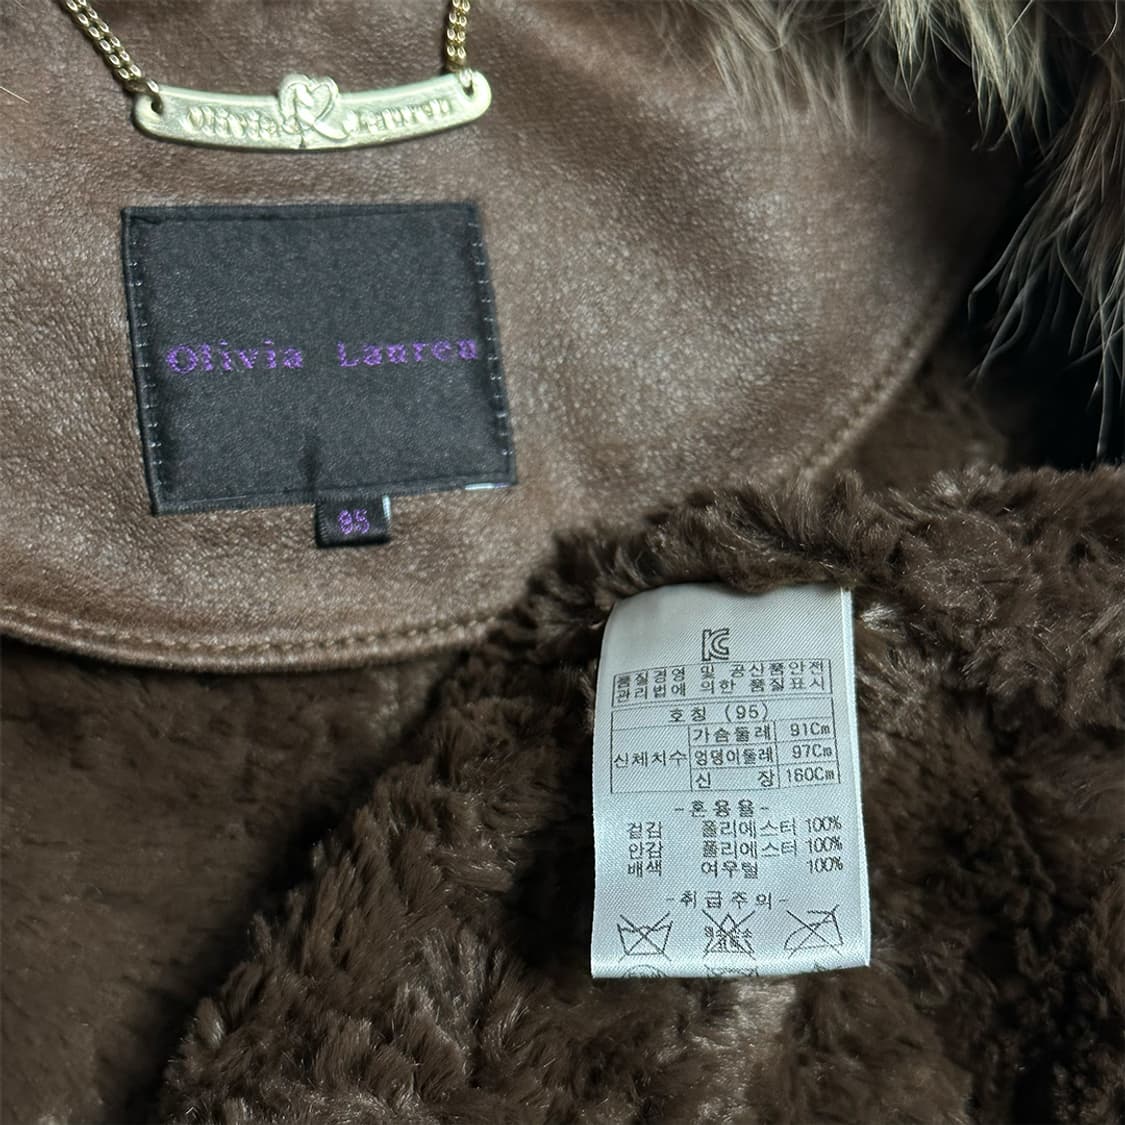 Olivia Lauren
Olivia Lauren
95
품질경영 및 공산품안전
관리법에 의한 품질표시
호칭 (95)
신체치수
가슴둘레 91Cm
엉덩이둘레 97Cm
신 장 160Cm
-혼용율-
겉감 폴리에스터 100%
안감 폴리에스터 100%
배색 여우털 100%
-취급주의-